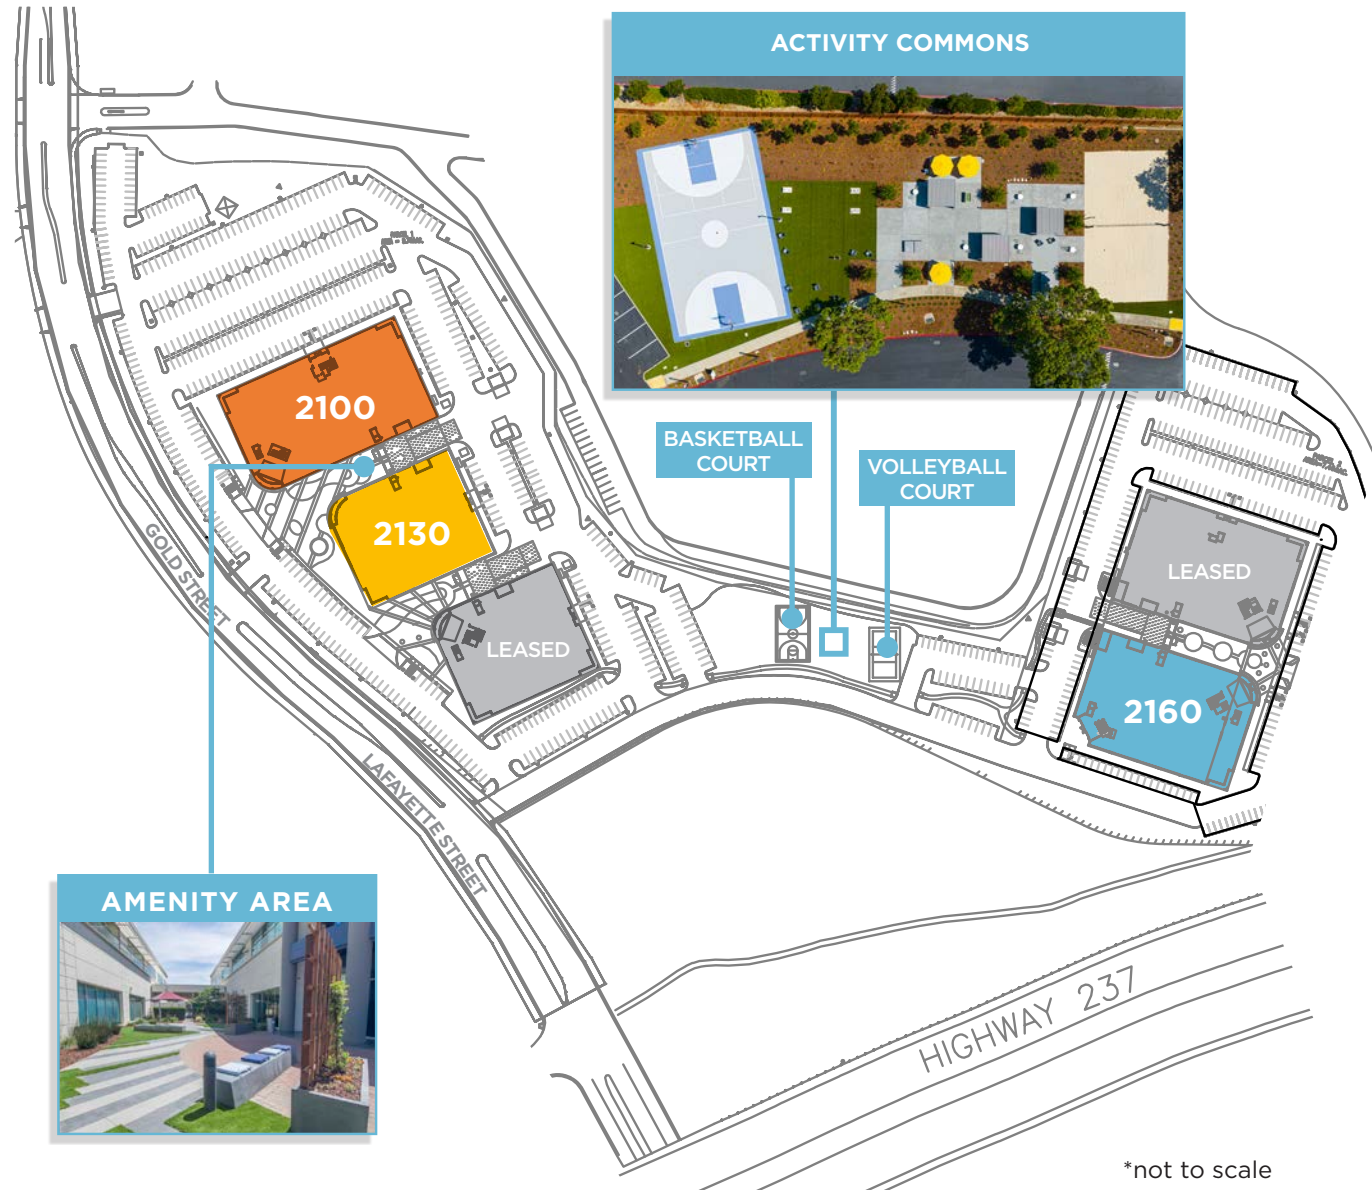 ACTIVITY COMMONS
2100
BASKETBALL
COURT
VOLLEYBALL
COURT
2130
GOLD STREET
LEASED
LEASED
2160
LAFAYETTE STREET
AMENITY AREA
HIGHWAY 237
*not to scale